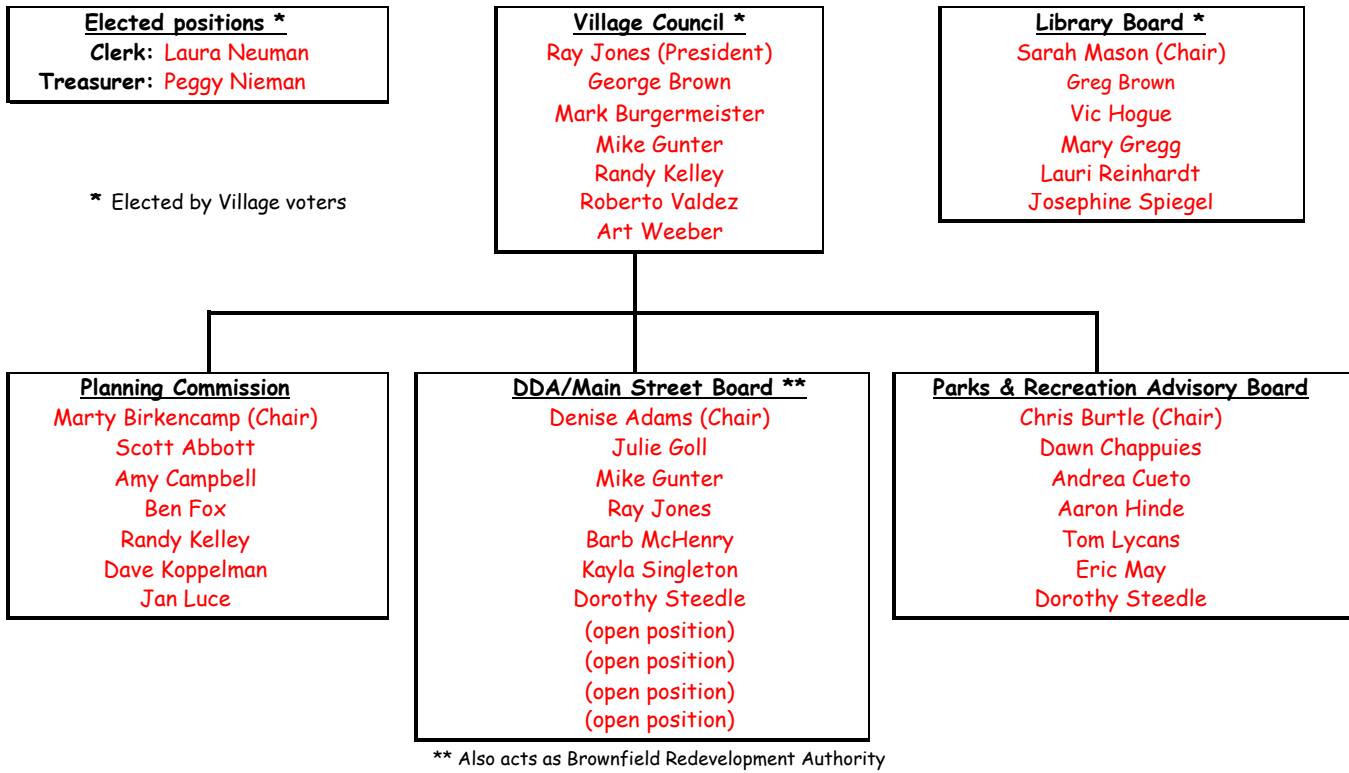 Elected positions *
Clerk: Laura Neuman
Treasurer: Peggy Nieman
* Elected by Village voters
Village Council *
Ray Jones (President)
George Brown
Mark Burgermeister
Mike Gunter
Randy Kelley
Roberto Valdez
Art Weeber
Library Board *
Sarah Mason (Chair)
Greg Brown
Vic Hogue
Mary Gregg
Lauri Reinhardt
Josephine Spiegel
Planning Commission
Marty Birkencamp (Chair)
Scott Abbott
Amy Campbell
Ben Fox
Randy Kelley
Dave Koppelman
Jan Luce
DDA/Main Street Board **
Denise Adams (Chair)
Julie Goll
Mike Gunter
Ray Jones
Barb McHenry
Kayla Singleton
Dorothy Steedle
(open position)
(open position)
(open position)
(open position)
** Also acts as Brownfield Redevelopment Authority
Parks & Recreation Advisory Board
Chris Burtle (Chair)
Dawn Chappuies
Andrea Cueto
Aaron Hinde
Tom Lycans
Eric May
Dorothy Steedle